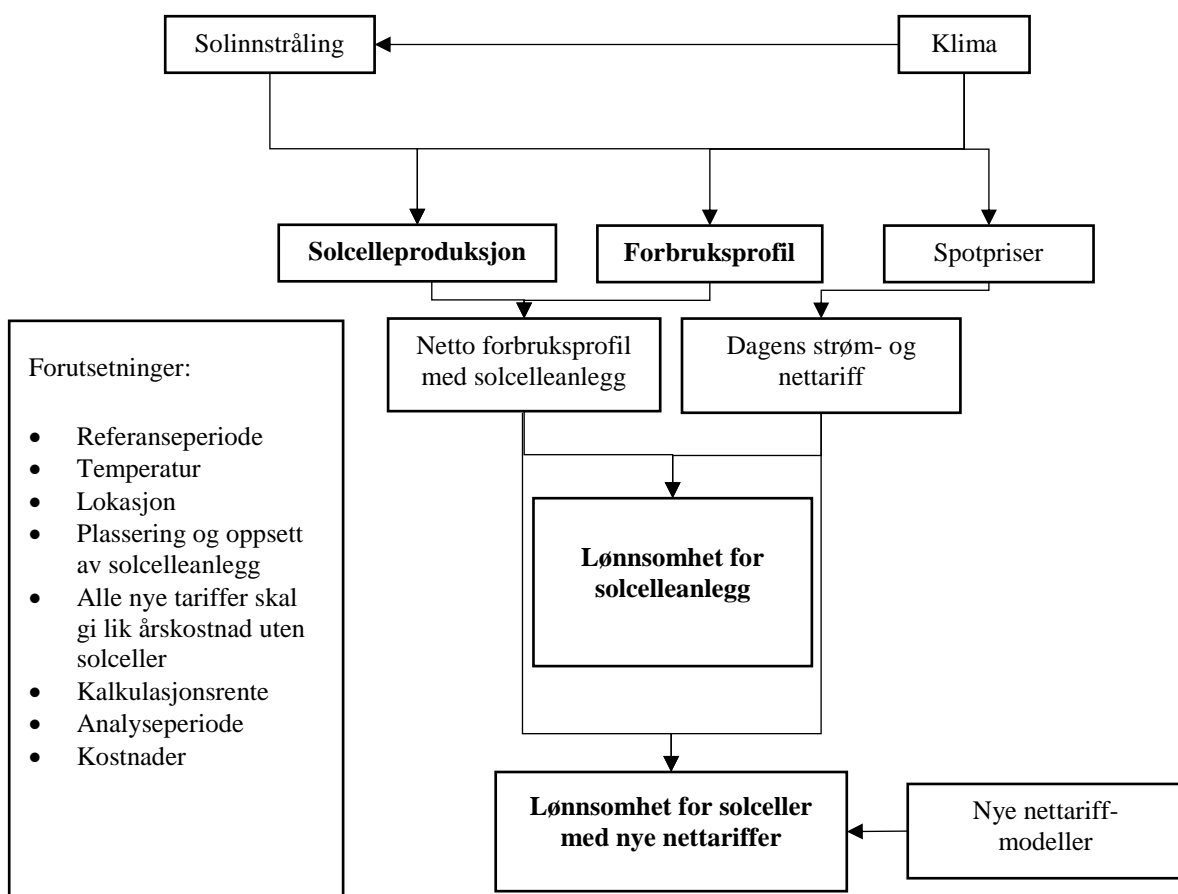 Solinnstråling
Klima
Solcelleproduksjon
Forbruksprofil
Spotpriser
Netto forbruksprofil
med solcelleanlegg
Dagens strøm- og
nettariff
Forutsetninger:
• Referanseperiode
• Temperatur
• Lokasjon
• Plassering og oppsett
av solcelleanlegg
• Alle nye tariffer skal
gi lik årskostnad uten
solceller
• Kalkulasjonsrente
• Analyseperiode
• Kostnader
Lønnsomhet for
solcelleanlegg
Lønnsomhet for solceller
med nye nettariffer
Nye nettariff-
modeller